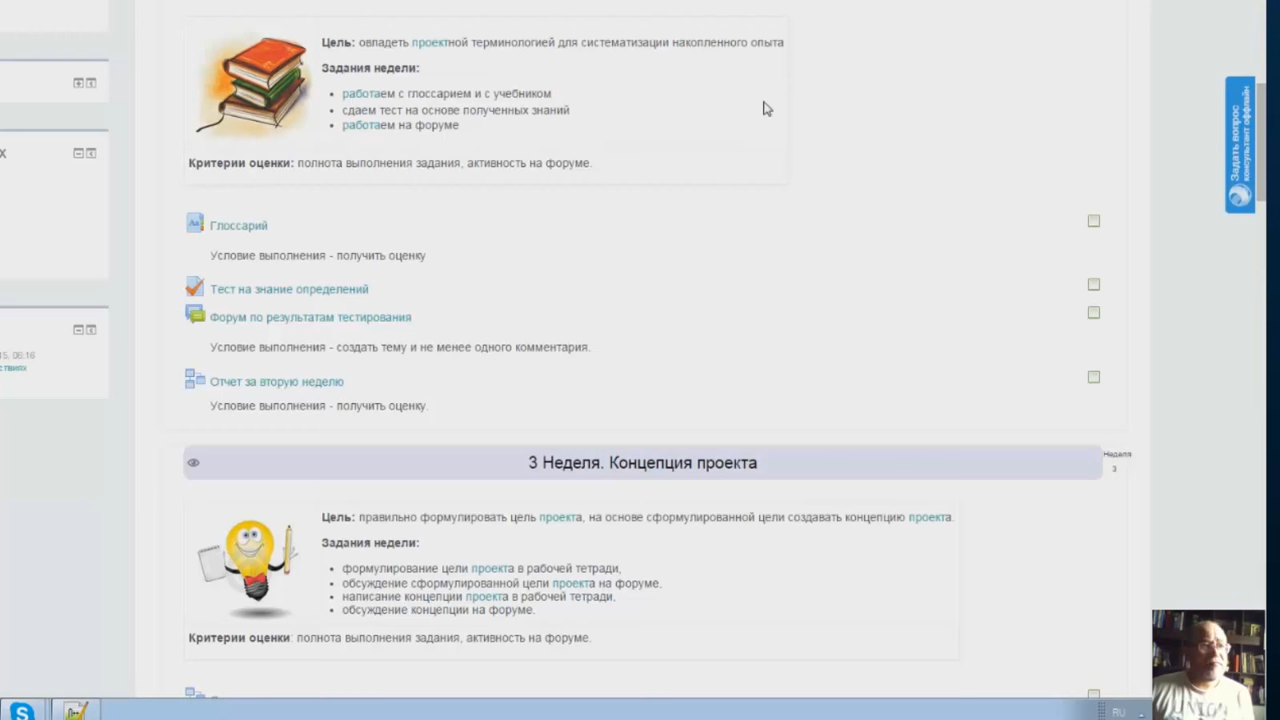 Цель: овладеть проектной терминологией для систематизации накопленного опыта
Задания недели:
работаем с глоссарием и с учебником
сдаем тест на основе полученных знаний
работаем на форуме
Критерии оценки: полнота выполнения задания, активность на форуме.
Х
Задать вопрос
консультант оффлайн
Глоссарий
Условие выполнения - получить оценку
Тест на знание определений
Форум по результатам тестирования
Условие выполнения - создать тему и не менее одного комментария.
15, 08:16
ствиях
Отчет за вторую неделю
Условие выполнения - получить оценку.
3 Неделя. Концепция проекта
Неделя
3
Цель: правильно формулировать цель проекта, на основе сформулированной цели создавать концепцию проекта.
Задания недели:
формулирование цели проекта в рабочей тетради,
обсуждение сформулированной цели проекта на форуме.
написание концепции проекта в рабочей тетради,
обсуждение концепции на форуме.
Критерии оценки: полнота выполнения задания, активность на форуме.
RU